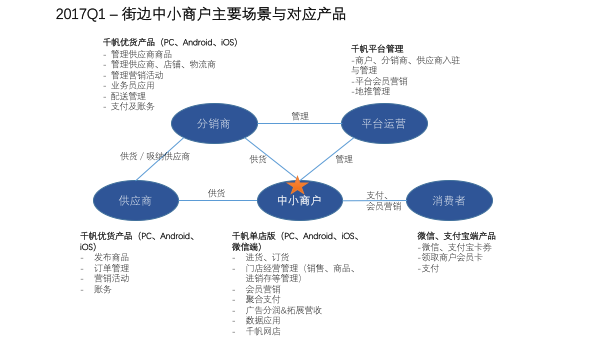 2017Q1 – 街边中小商户主要场景与对应产品
千帆优货产品（PC、Android、iOS）
- 管理供应商商品
- 管理供应商、店铺、物流商
- 管理营销活动
- 业务员应用
- 配送管理
- 支付及账务
千帆平台管理
-商户、分销商、供应商入驻
与管理
-平台会员营销
-地推管理
分销商
管理
平台运营
供货 / 吸纳供应商
供货
管理
供应商
供货
中小商户
支付、
会员营销
消费者
千帆优货产品（PC、Android、
iOS）
- 发布商品
- 订单管理
- 营销活动
- 账务
千帆单店版（PC、Android、iOS、
微信端）
- 进货、订货
- 门店经营管理（销售、商品、
进销存等管理）
- 会员营销
- 聚合支付
- 广告分润&拓展营收
- 数据应用
- 千帆网店
微信、支付宝端产品
-微信、支付宝卡券
-领取商户会员卡
-支付